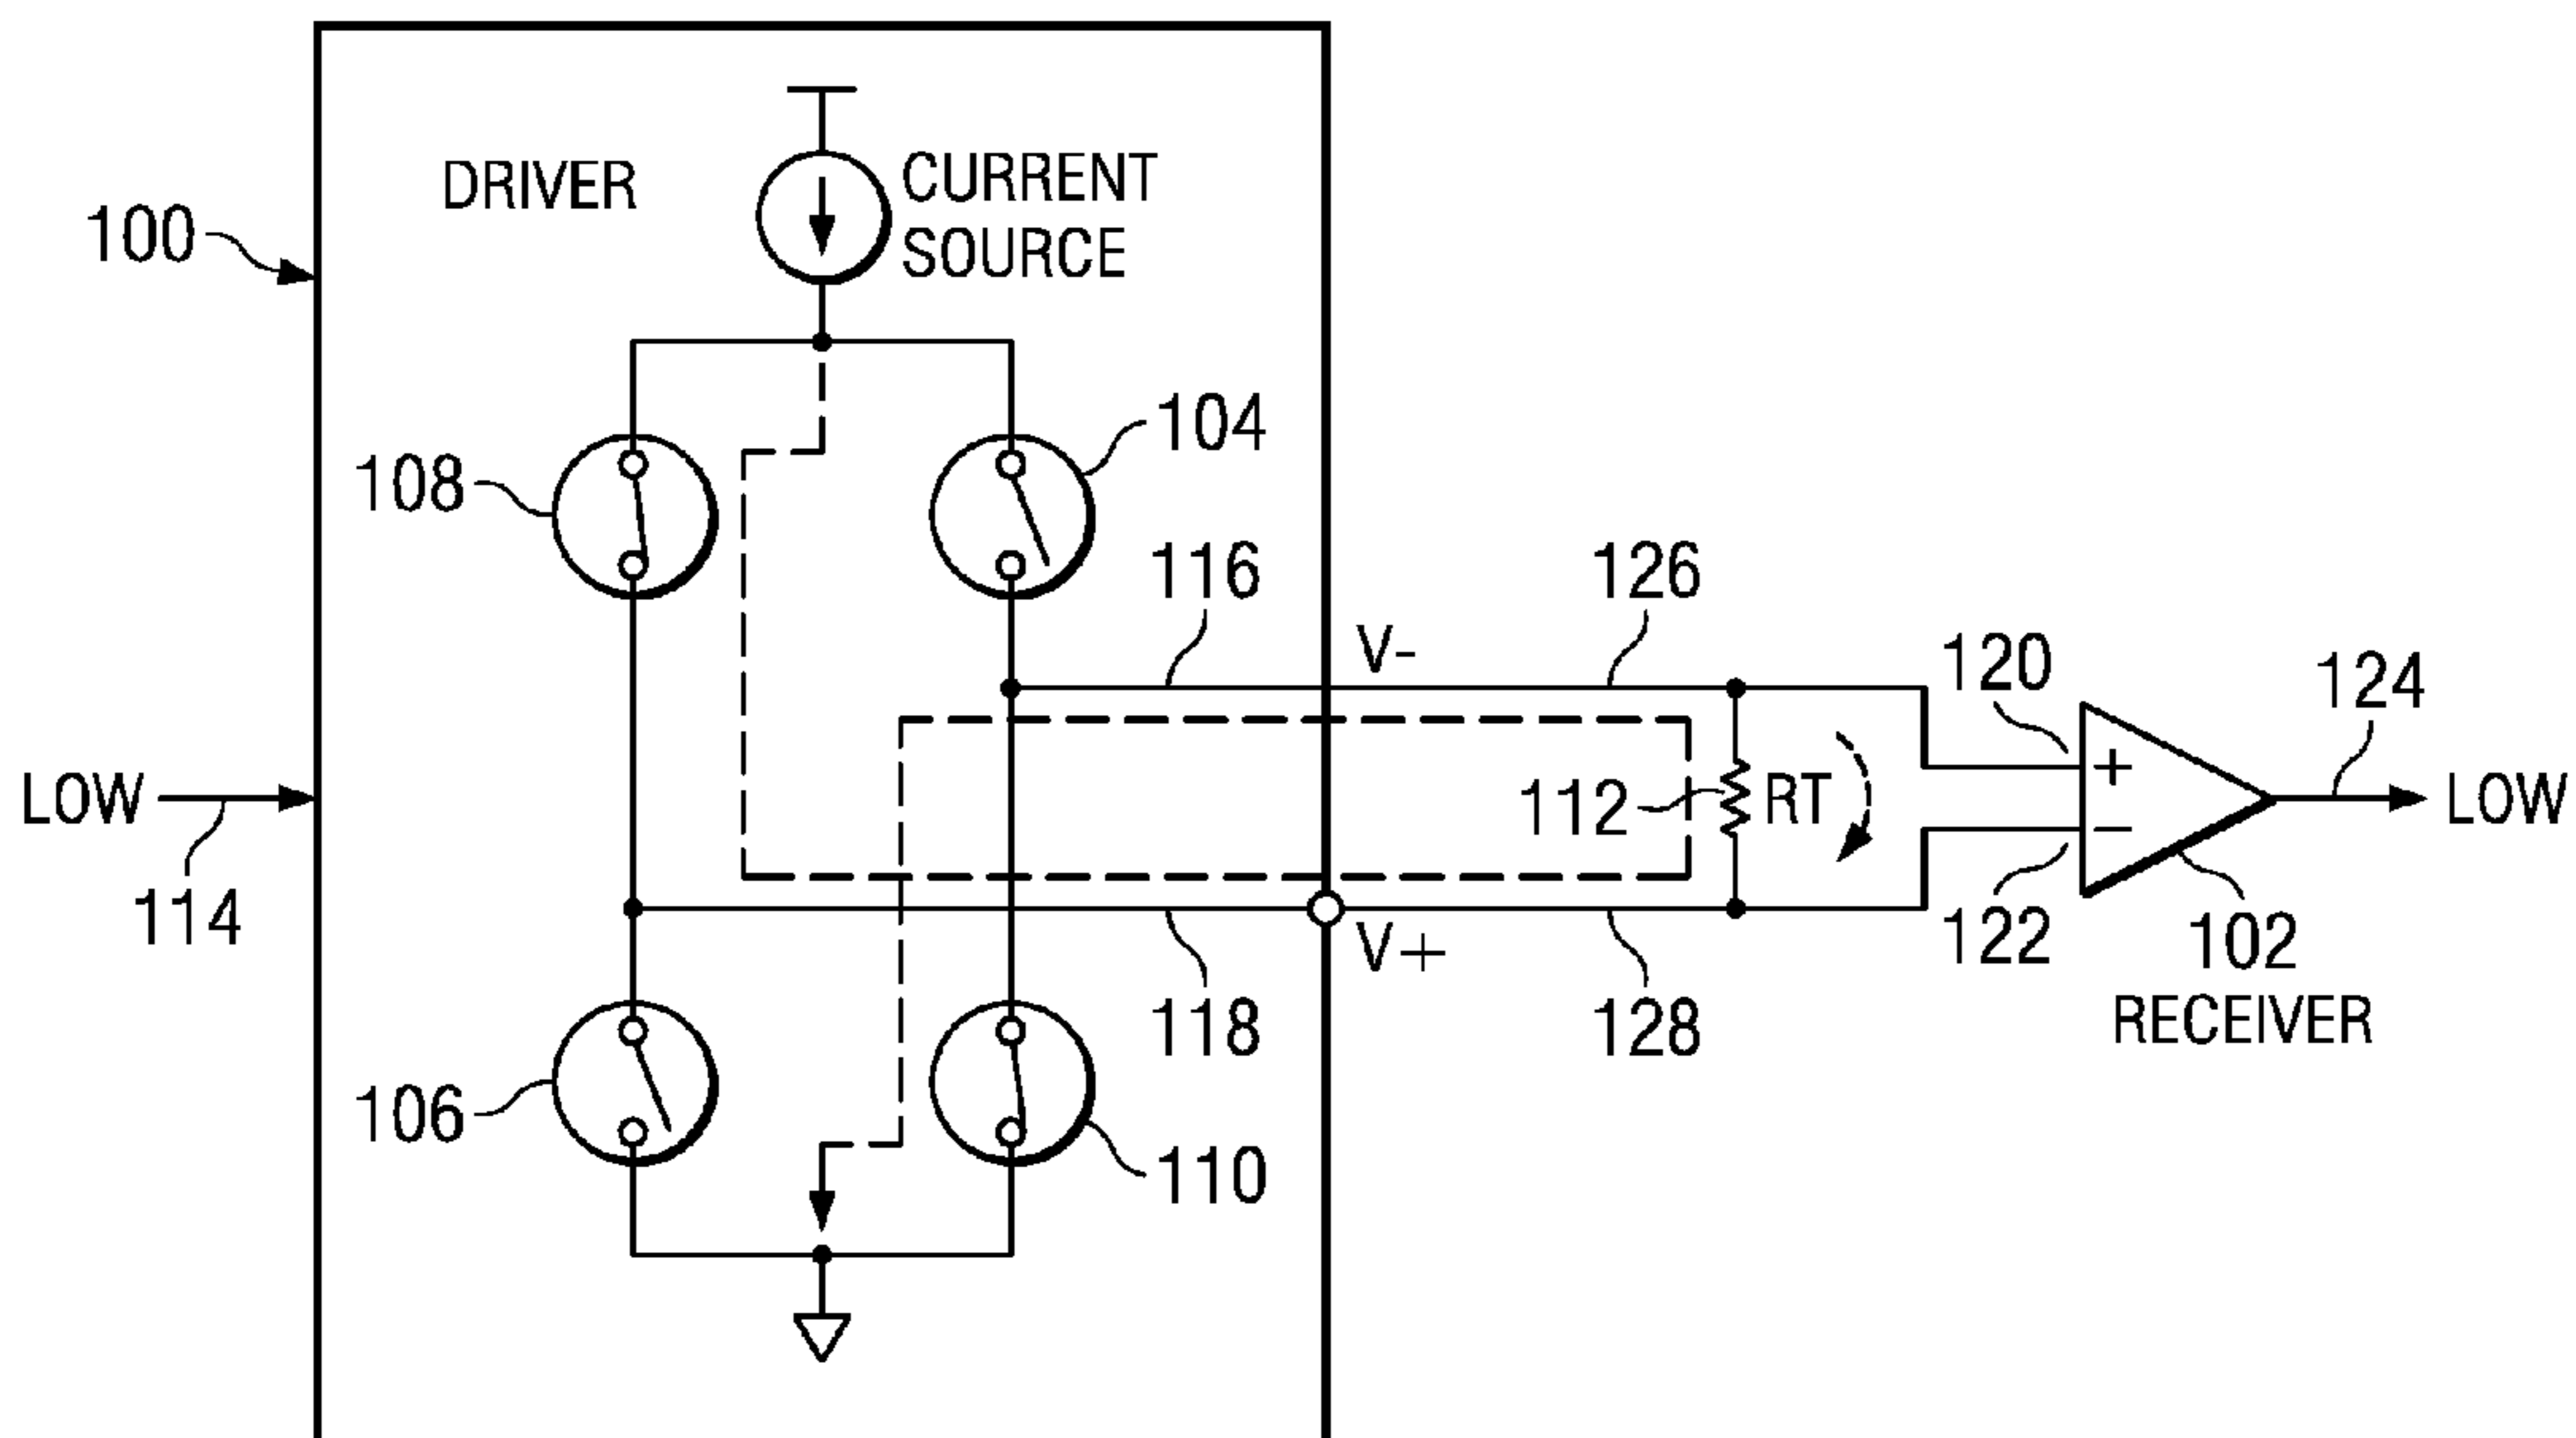 DRIVER
CURRENT
SOURCE
100
104
108
116
126
V-
120
124
LOW
114
112
RT
+
−
LOW
V+
122
102
RECEIVER
118
128
106
110